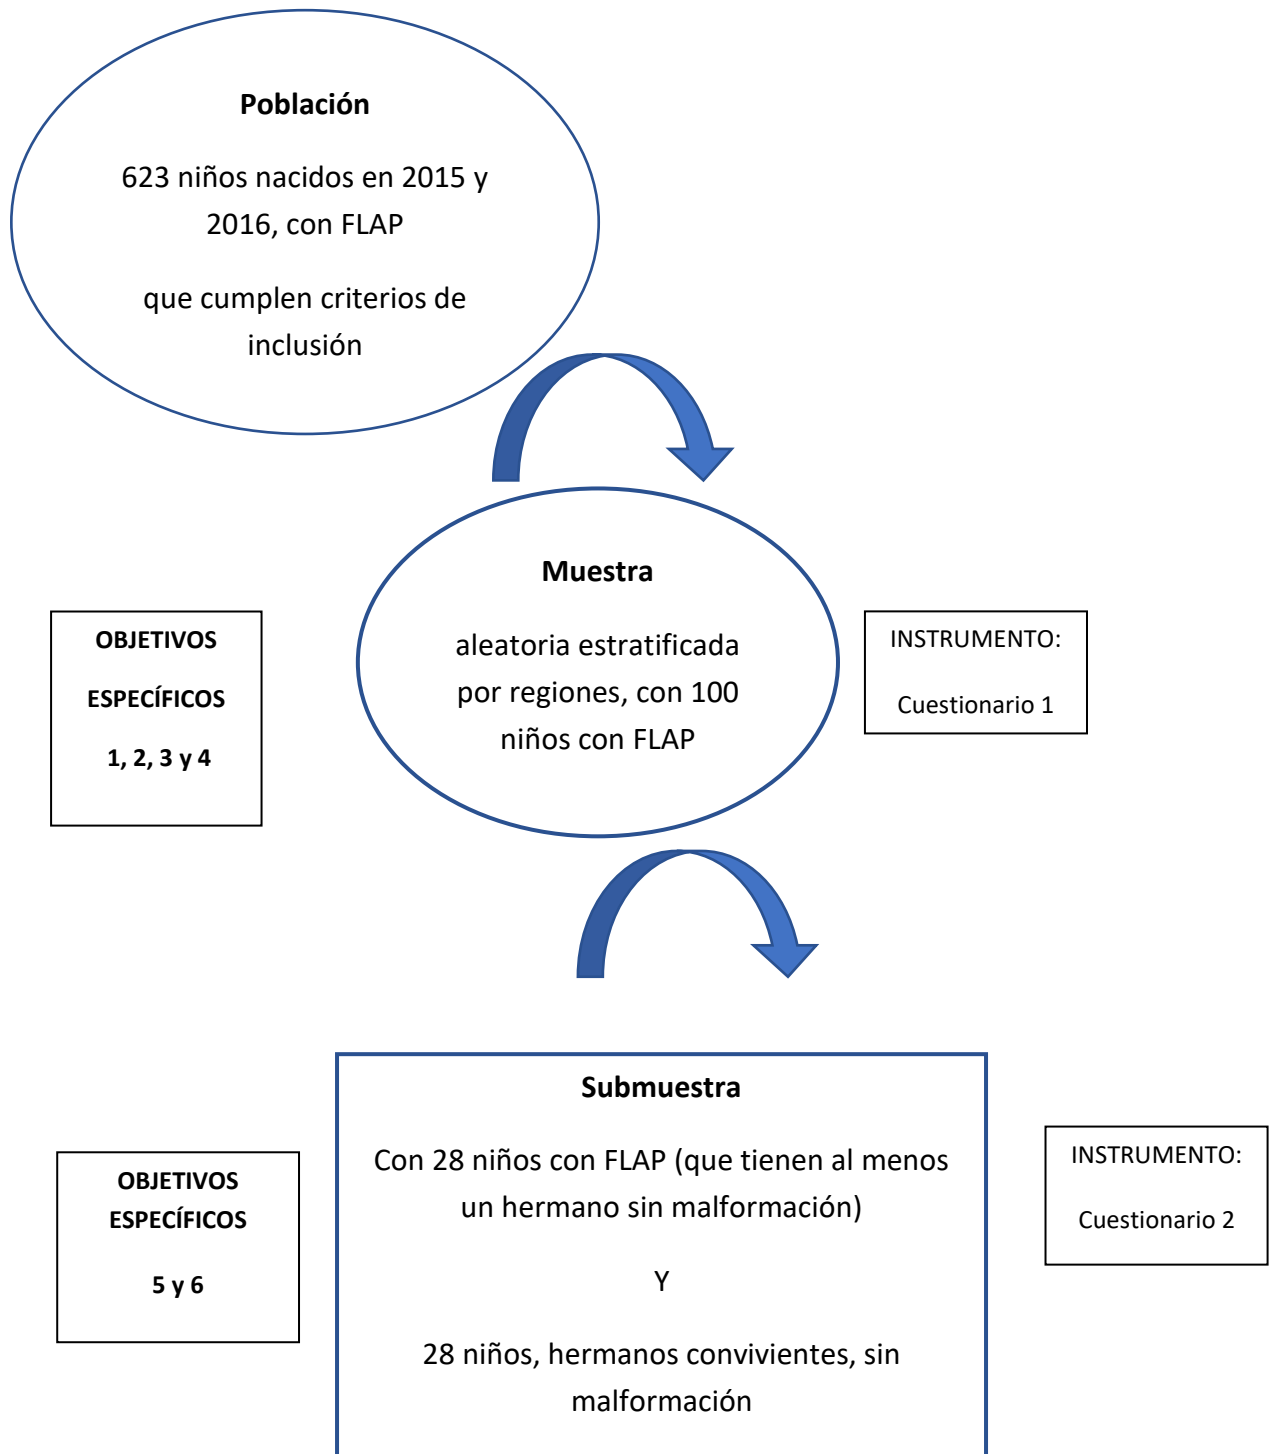 Población
623 niños nacidos en 2015 y
2016, con FLAP
que cumplen criterios de
inclusión
Muestra
aleatoria estratificada
por regiones, con 100
niños con FLAP
OBJETIVOS
ESPECÍFICOS
1, 2, 3 y 4
INSTRUMENTO:
Cuestionario 1
Submuestra
Con 28 niños con FLAP (que tienen al menos
un hermano sin malformación)
Y
28 niños, hermanos convivientes, sin
malformación
OBJETIVOS
ESPECÍFICOS
5 y 6
INSTRUMENTO:
Cuestionario 2